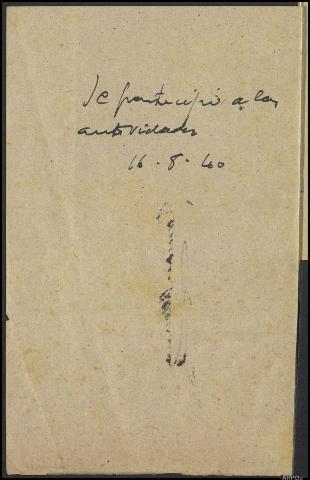 Se participó a las
autoridades
16-8-40